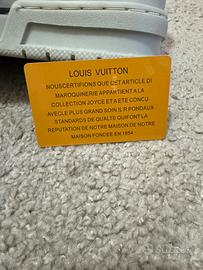 LOUIS VUITTON
NOUSCERTIFIONS QUE CET ARTICLE DI
MAROQUINERIE APPARTIENT A LA
COLLECTION JOYCE ET A ETE CONCU
AVECLE PLUS GRAND SOIN IL R PONDAUX
STANDARDS DE QUALTE QUIFONT LA
REPUTATION DE NOTRE MAISON DE NOTRE
MAISON FONDEE EN 1854